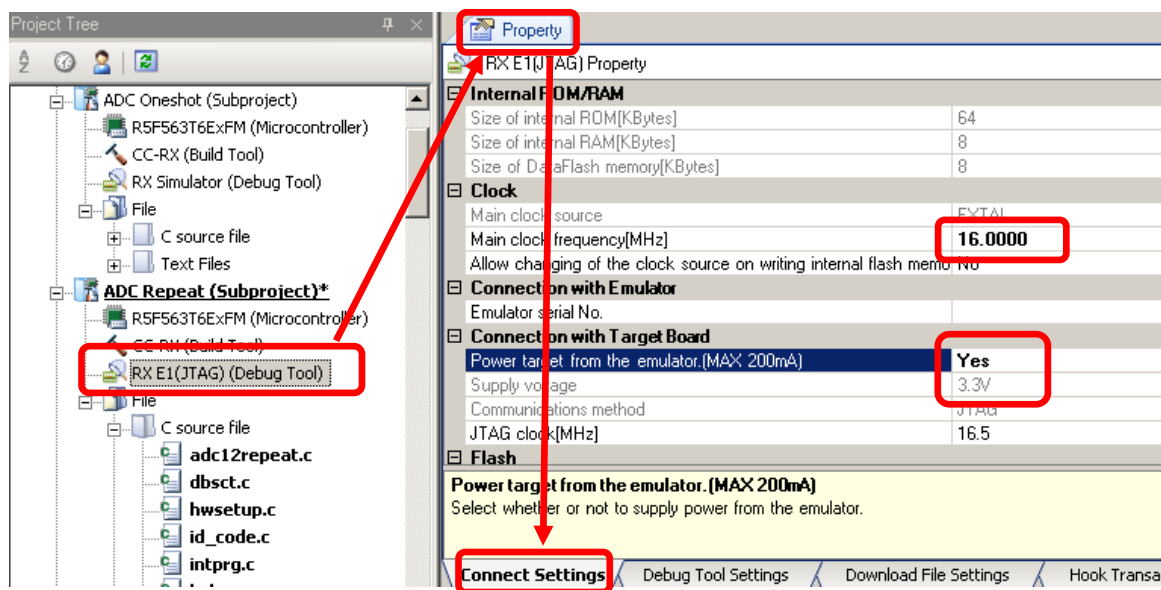 Project Tree
ADC Oneshot (Subproject)
R5F563T6ExFM (Microcontroller)
CC-RX (Build Tool)
RX Simulator (Debug Tool)
File
C source file
Text Files
ADC Repeat (Subproject)*
R5F563T6ExFM (Microcontroller)
CC-RX (Build Tool)
RX E1(JTAG) (Debug Tool)
File
C source file
adc12repeat.c
dbsct.c
hwsetup.c
id_code.c
intprg.c
Property
RX E1(JTAG) Property
Internal ROM/RAM
Size of internal ROM[KBytes] 64
Size of internal RAM[KBytes] 8
Size of DataFlash memory[KBytes] 8
Clock
Main clock source EXTAL
Main clock frequency[MHz] 16.0000
Allow changing of the clock source on writing internal flash memo No
Connection with Emulator
Emulator serial No.
Connection with Target Board
Power target from the emulator.(MAX 200mA) Yes
Supply voltage 3.3V
Communications method JTAG
JTAG clock[MHz] 16.5
Flash
Power target from the emulator.(MAX 200mA)
Select whether or not to supply power from the emulator.
Connect Settings Debug Tool Settings Download File Settings Hook Transa